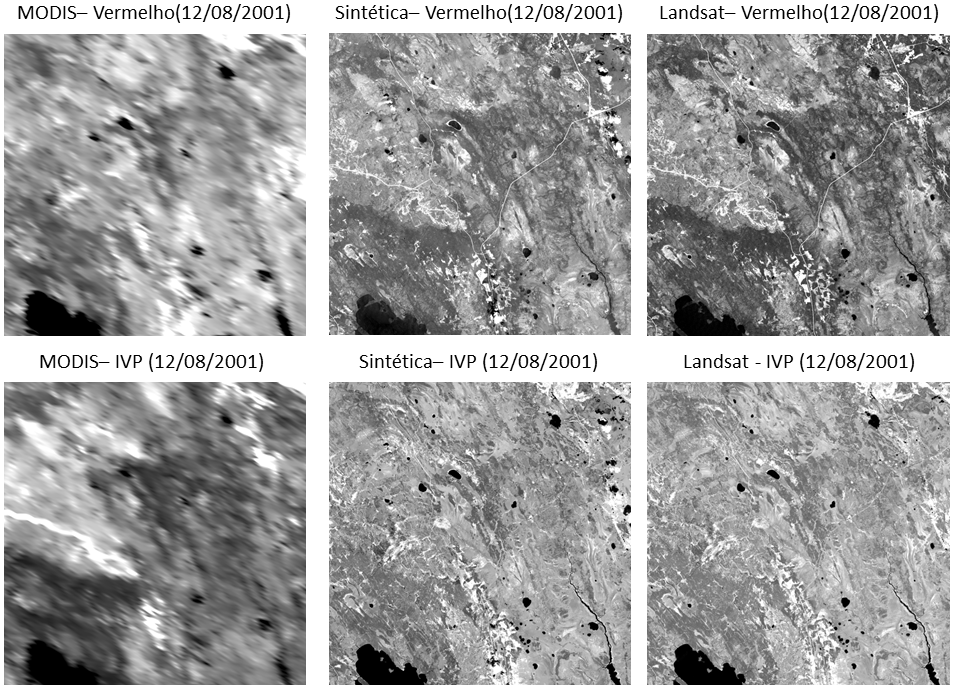 MODIS– Vermelho(12/08/2001)
Sintética– Vermelho(12/08/2001)
Landsat– Vermelho(12/08/2001)
MODIS– IVP (12/08/2001)
Sintética– IVP (12/08/2001)
Landsat - IVP (12/08/2001)